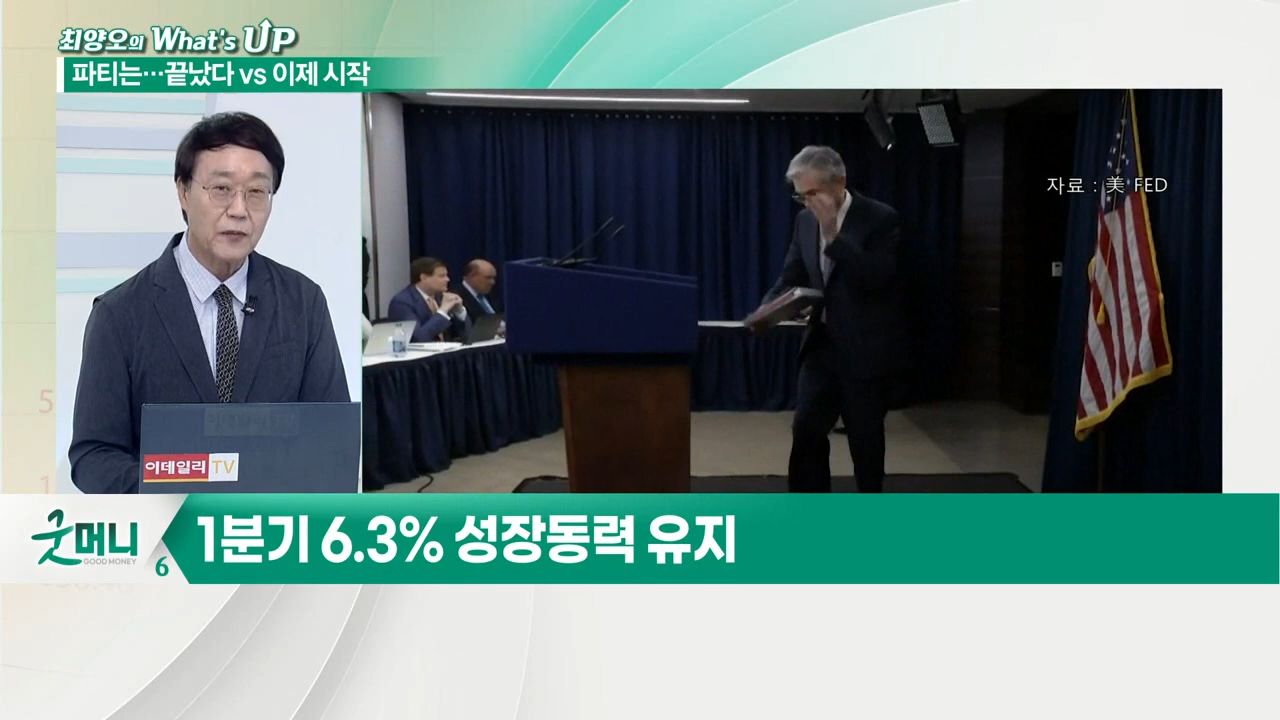 최양오의 What's UP
파티는…끝났다 vs 이제 시작
자료 : 美 FED
이데일리 TV
굿머니
GOOD MONEY
6
1분기 6.3% 성장동력 유지